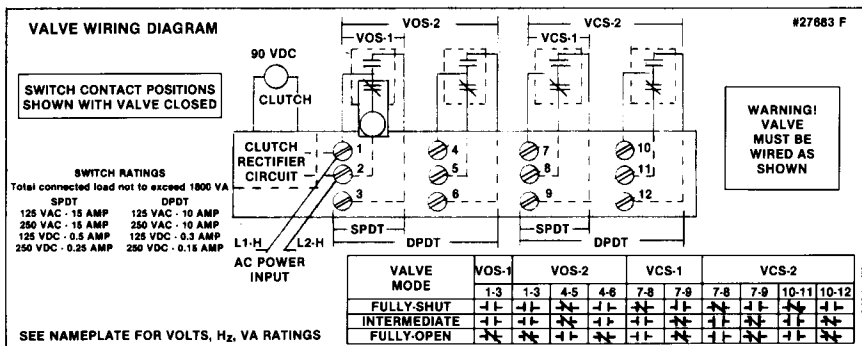 VALVE WIRING DIAGRAM
#27683 F
VOS-2
VOS-1
VCS-2
VCS-1
90 VDC
CLUTCH
SWITCH CONTACT POSITIONS
SHOWN WITH VALVE CLOSED
WARNING!
VALVE
MUST BE
WIRED AS
SHOWN
CLUTCH
RECTIFIER
CIRCUIT
1 4 7 10
2 5 8 11
3 6 9 12
SWITCH RATINGS
Total connected load not to exceed 1800 VA
SPDT DPDT
125 VAC - 15 AMP 125 VAC - 10 AMP
250 VAC - 15 AMP 250 VAC - 10 AMP
125 VDC - 0.5 AMP 125 VDC - 0.3 AMP
250 VDC - 0.25 AMP 250 VDC - 0.15 AMP
SPDT SPDT
DPDT DPDT
L1-H L2-H
AC POWER
INPUT
VALVE MODE VOS-1 VOS-2 VCS-1 VCS-2
1-3 1-3 4-5 4-6 7-8 7-9 7-8 7-9 10-11 10-12
FULLY-SHUT
INTERMEDIATE
FULLY-OPEN
SEE NAMEPLATE FOR VOLTS, Hz, VA RATINGS